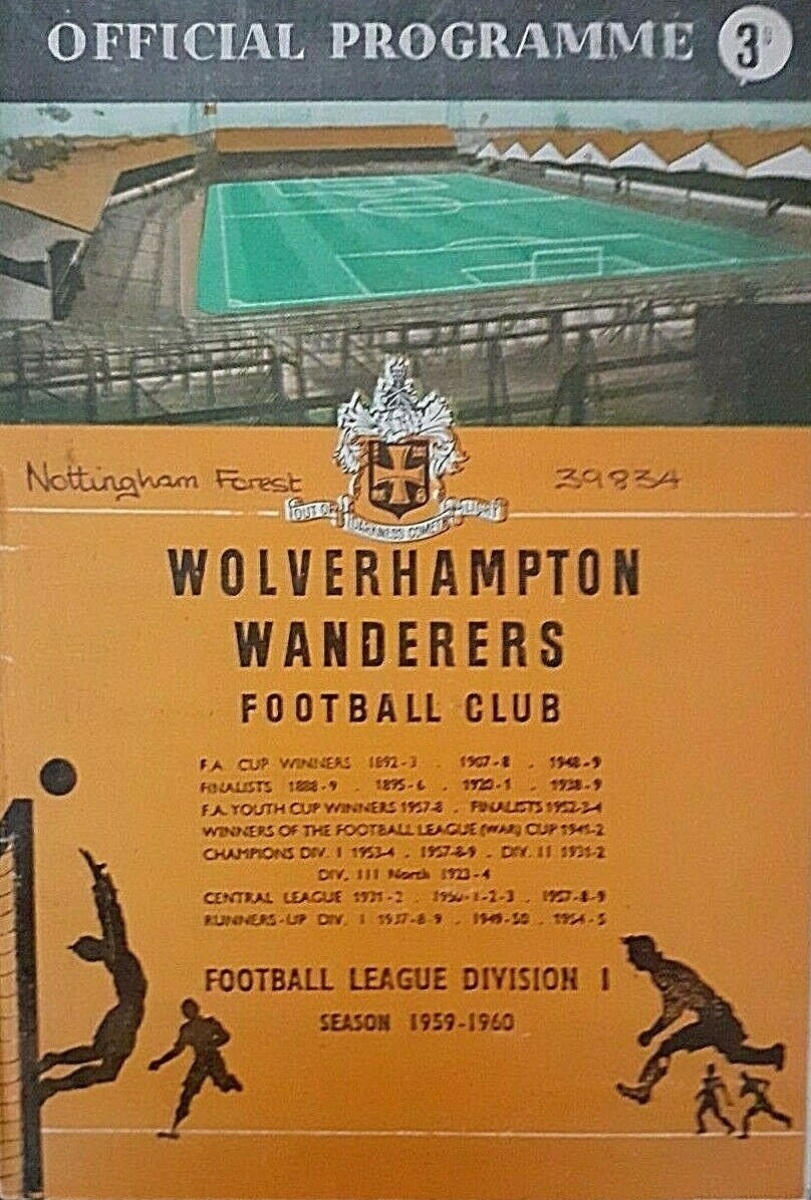 OFFICIAL PROGRAMME 3D
Nottingham Forest 39834
OUT OF DARKNESS COMETH LIGHT
WOLVERHAMPTON
WANDERERS
FOOTBALL CLUB
F.A. CUP WINNERS 1892-3 . 1907-8 . 1948-9
FINALISTS 1888-9 . 1895-6 . 1920-1 . 1938-9
F.A. YOUTH CUP WINNERS 1957-8 . FINALISTS 1952-3-4
WINNERS OF THE FOOTBALL LEAGUE (WAR) CUP 1941-2
CHAMPIONS DIV. I 1953-4 . 1957-8-9 . DIV. II 1931-2
DIV. III North 1923-4
CENTRAL LEAGUE 1931-2 . 1950-1-2-3 . 1957-8-9
RUNNERS-UP DIV. I 1937-8-9 . 1949-50 . 1954-5
FOOTBALL LEAGUE DIVISION I
SEASON 1959-1960